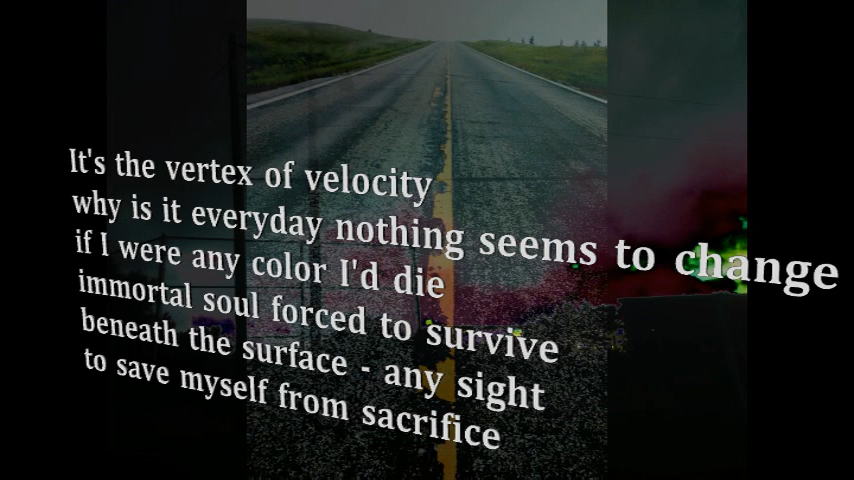 It's the vertex of velocity
why is it everyday nothing seems to change
if I were any color I'd die
immortal soul forced to survive
beneath the surface - any sight
to save myself from sacrifice